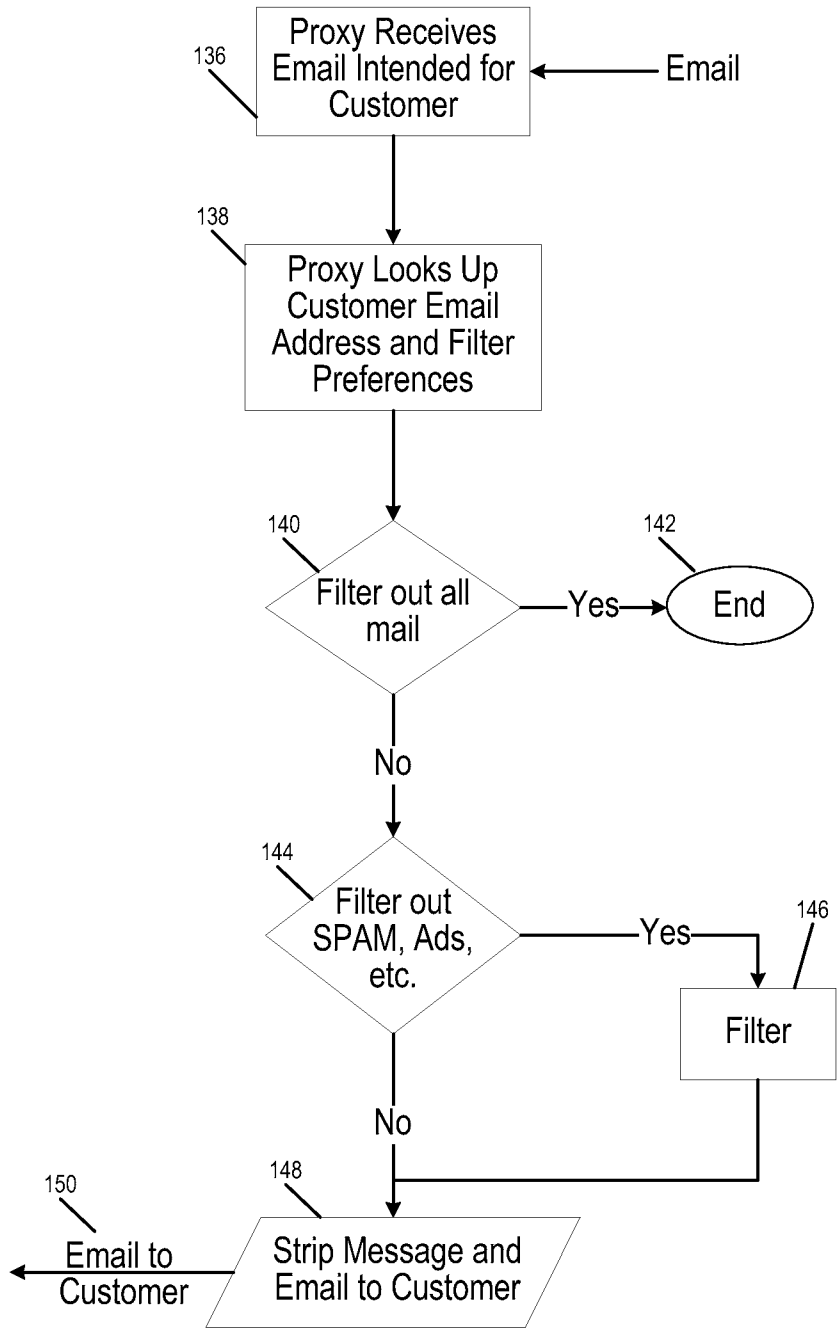 Proxy Receives
Email Intended for
Customer
136
Email
138
Proxy Looks Up
Customer Email
Address and Filter
Preferences
140
Filter out all
mail
Yes
142
End
No
144
Filter out
SPAM, Ads,
etc.
Yes
146
Filter
No
148
Strip Message and
Email to Customer
150
Email to
Customer